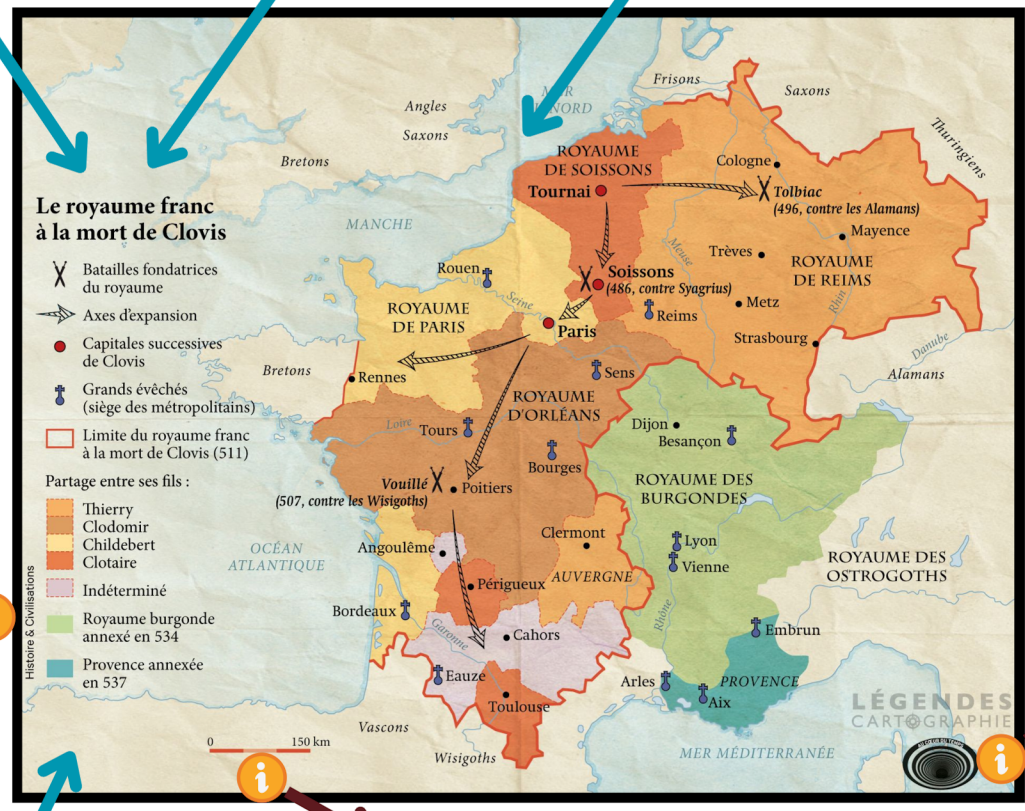 Le royaume franc
à la mort de Clovis
Batailles fondatrices
du royaume
Axes d'expansion
Capitales successives
de Clovis
Grands évêchés
(siège des métropolitains)
Limite du royaume franc
à la mort de Clovis (511)
Partage entre ses fils :
Thierry
Clodomir
Childebert
Clotaire
Indéterminé
Royaume burgonde
annexé en 534
Provence annexée
en 537
Histoire & Civilisations
0 150 km
Frisons
Saxons
MER
DU NORD
Angles
Saxons
Thuringiens
Bretons
ROYAUME
DE SOISSONS
Cologne
Tournai
Tolbiac
(496, contre les Alamans)
MANCHE
Mayence
Meuse
Trèves
ROYAUME
DE REIMS
Rouen
Soissons
(486, contre Syagrius)
Seine
Metz
Rhin
ROYAUME
DE PARIS
Reims
Paris
Strasbourg
Danube
Alamans
Bretons
Rennes
Sens
ROYAUME
D'ORLÉANS
Loire
Tours
Dijon
Besançon
Bourges
Vouillé
(507, contre les Wisigoths)
Poitiers
ROYAUME DES
BURGONDES
Clermont
Angoulême
OCÉAN
ATLANTIQUE
Lyon
Vienne
ROYAUME DES
OSTROGOTHS
AUVERGNE
Périgueux
Bordeaux
Rhône
Garonne
Cahors
Embrun
Eauze
Arles
PROVENCE
Aix
Toulouse
Vascons
Wisigoths
MER MÉDITERRANÉE
LÉGENDES
CARTOGRAPHIE
AU CŒUR DU TEMPS
i
i